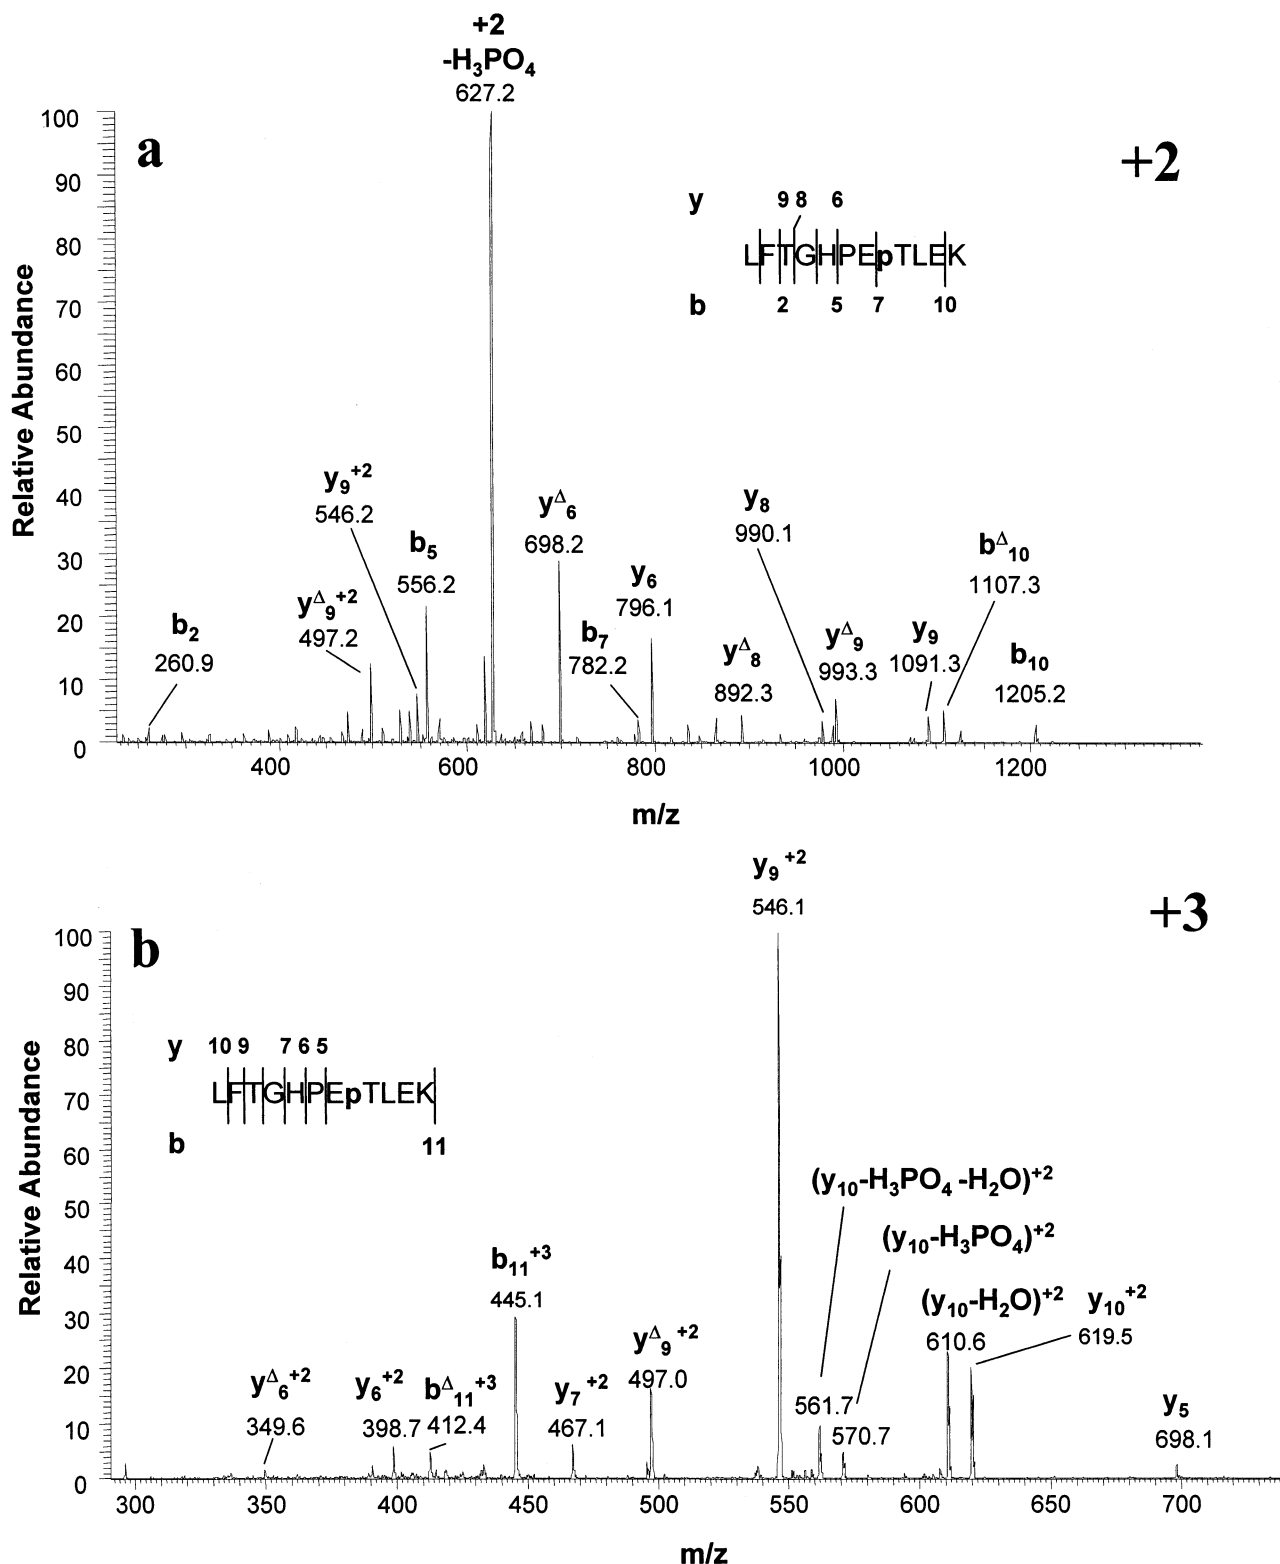 +2
-H₃PO₄
627.2
100
a
+2
90
y 9 8 6
80
LFTGHPEpTLEK
b 2 5 7 10
70
60
50
y₉⁺²
546.2
40
yΔ₆
698.2
y₈
990.1
b₅
556.2
bΔ₁₀
1107.3
30
y₆
796.1
yΔ₉⁺²
497.2
b₂
260.9
20
b₇
782.2
yΔ₈
892.3
yΔ₉
993.3
y₉
1091.3
b₁₀
1205.2
10
0
400 600 800 1000 1200
m/z
Relative Abundance
y₉⁺²
546.1
+3
100
b
90
y 10 9 7 6 5
80
LFTGHPEpTLEK
70
b 11
60
(y₁₀-H₃PO₄ -H₂O)⁺²
50
(y₁₀-H₃PO₄)⁺²
40
b₁₁⁺³
445.1
(y₁₀-H₂O)⁺²
610.6
y₁₀⁺²
619.5
30
yΔ₉⁺²
497.0
20
yΔ₆⁺²
349.6
y₆⁺²
398.7
bΔ₁₁⁺³
412.4
y₇⁺²
467.1
561.7
570.7
y₅
698.1
10
0
300 350 400 450 500 550 600 650 700
m/z
Relative Abundance